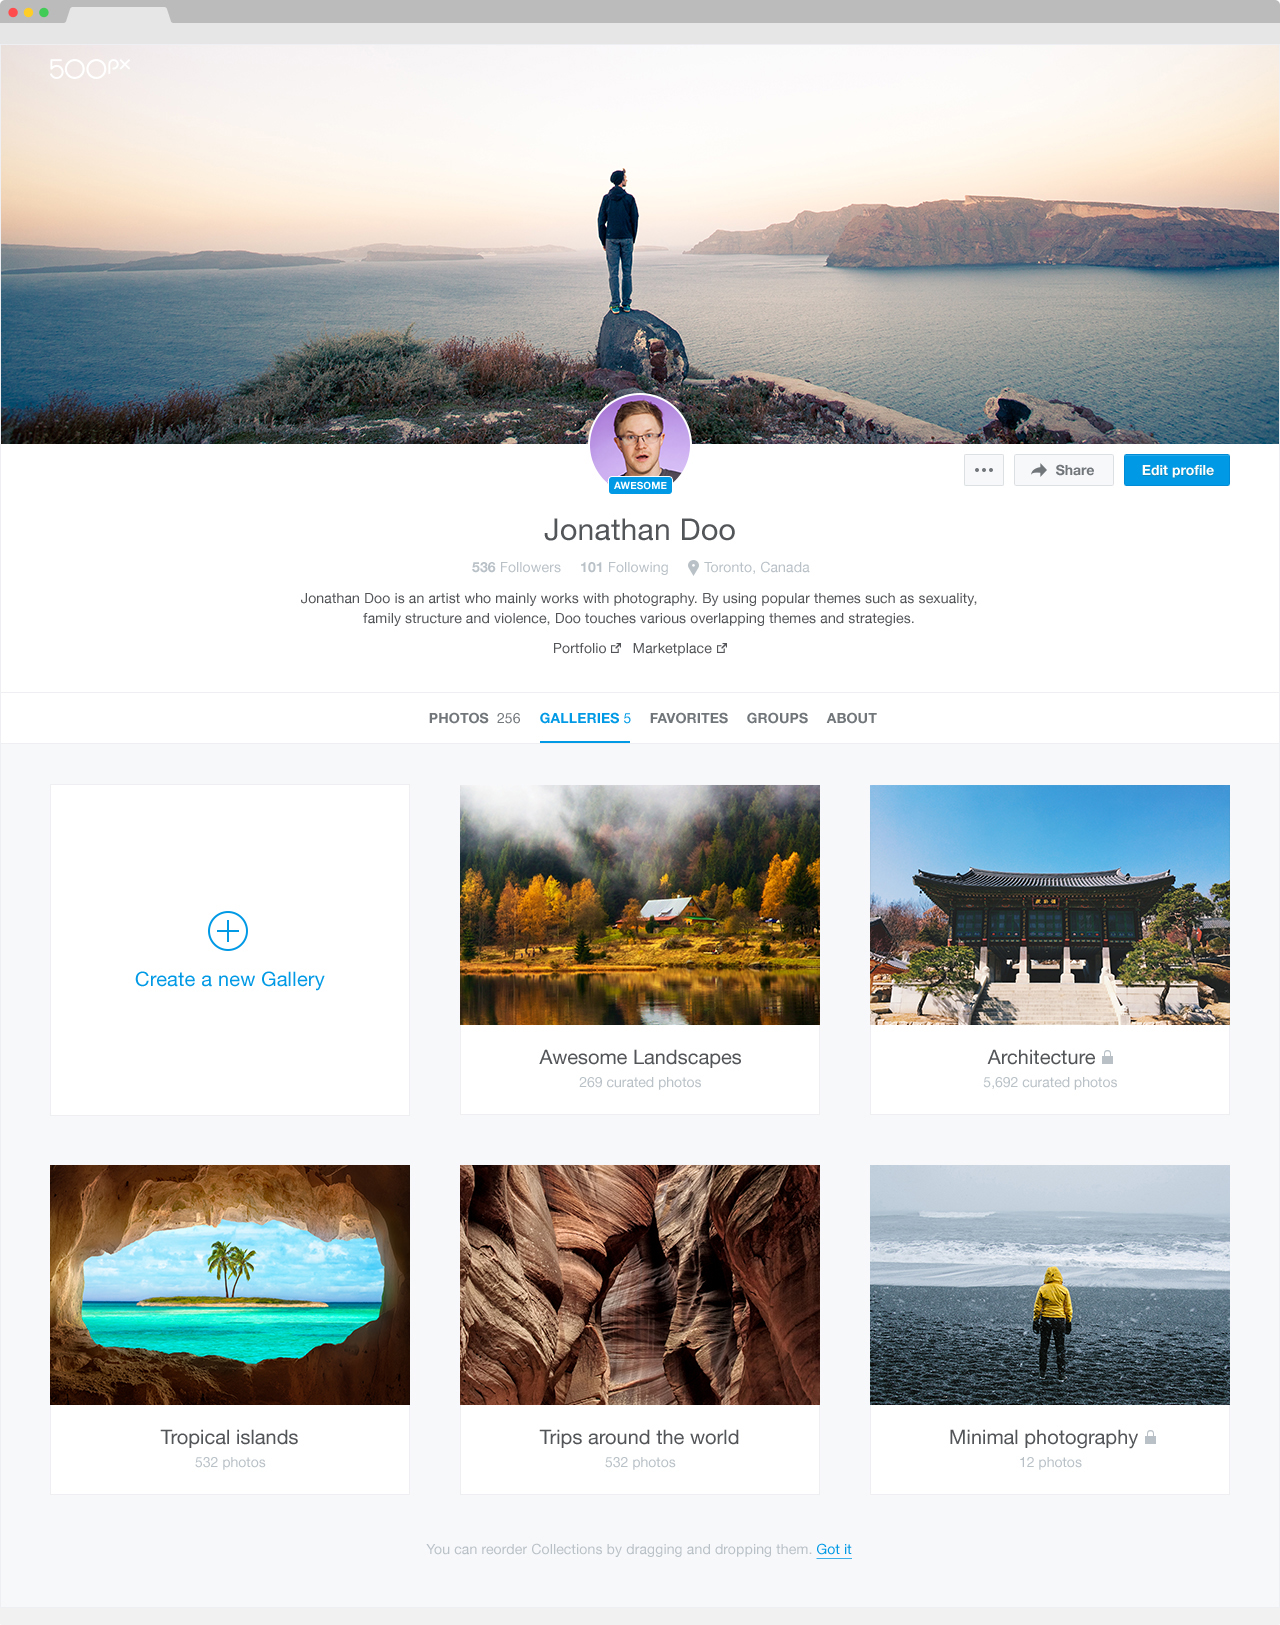 500px
AWESOME
Share
Edit profile
Jonathan Doo
536 Followers 101 Following Toronto, Canada
Jonathan Doo is an artist who mainly works with photography. By using popular themes such as sexuality,
family structure and violence, Doo touches various overlapping themes and strategies.
Portfolio Marketplace
PHOTOS 256 GALLERIES 5 FAVORITES GROUPS ABOUT
Create a new Gallery
Awesome Landscapes
269 curated photos
Architecture
5,692 curated photos
Tropical islands
532 photos
Trips around the world
532 photos
Minimal photography
12 photos
You can reorder Collections by dragging and dropping them. Got it